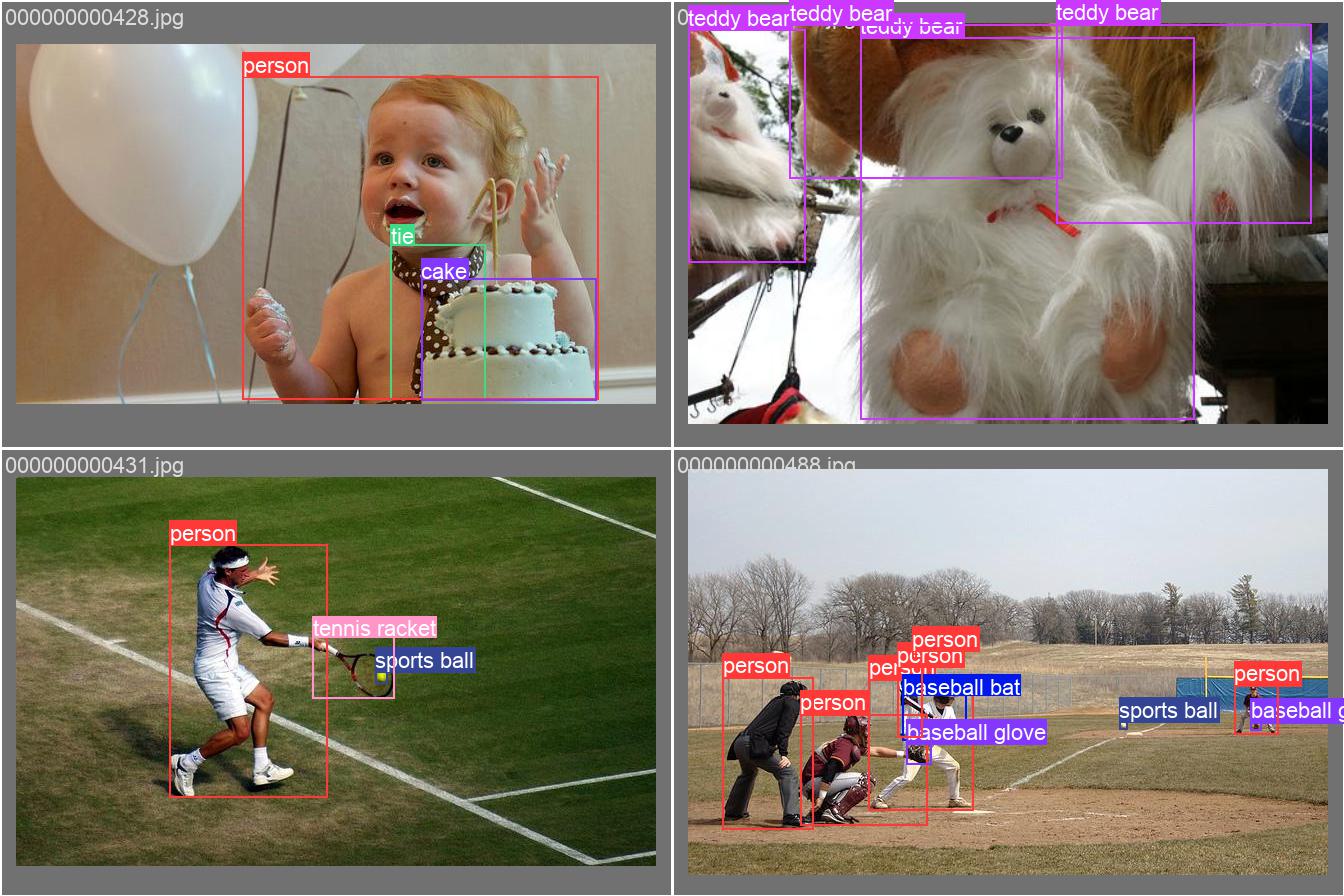 000000000428.jpg
person
tie
cake
teddy bear
teddy bear
teddy bear
teddy bear
000000000431.jpg
person
tennis racket
sports ball
000000000488.jpg
person
person
person
person
person
baseball bat
baseball glove
sports ball
person
baseball g